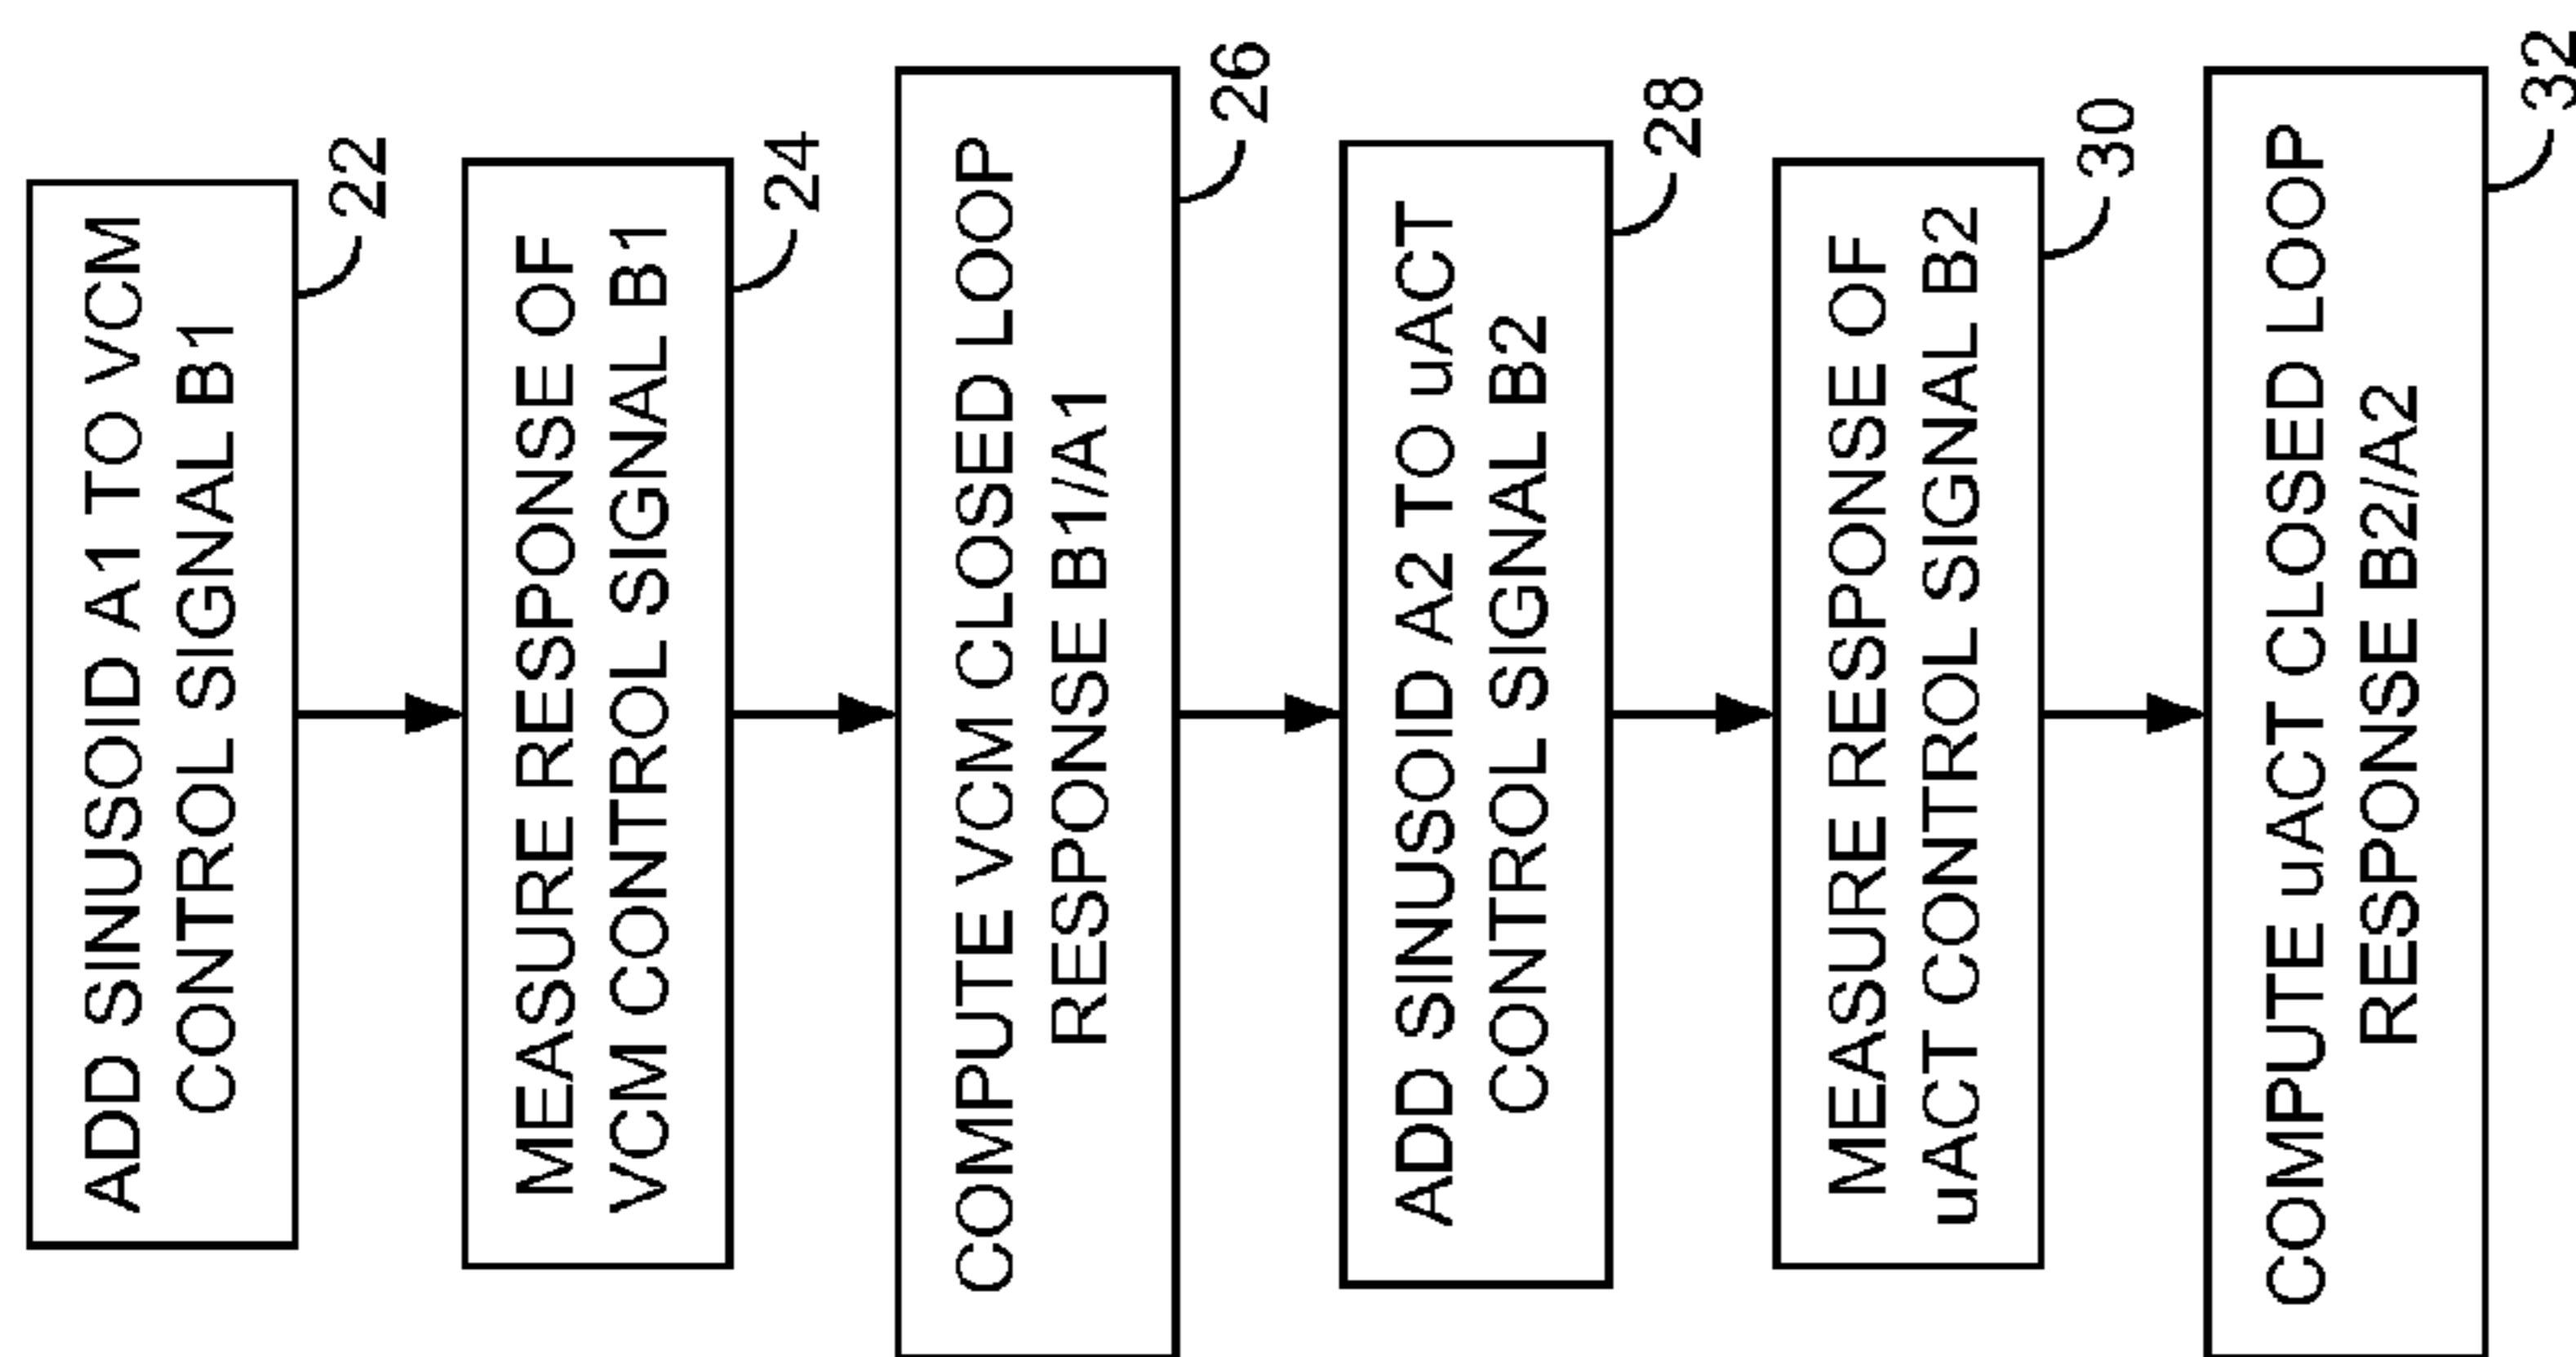 ADD SINUSOID A1 TO VCM
CONTROL SIGNAL B1
22
MEASURE RESPONSE OF
VCM CONTROL SIGNAL B1
24
COMPUTE VCM CLOSED LOOP
RESPONSE B1/A1
26
ADD SINUSOID A2 TO uACT
CONTROL SIGNAL B2
28
MEASURE RESPONSE OF
uACT CONTROL SIGNAL B2
30
COMPUTE uACT CLOSED LOOP
RESPONSE B2/A2
32